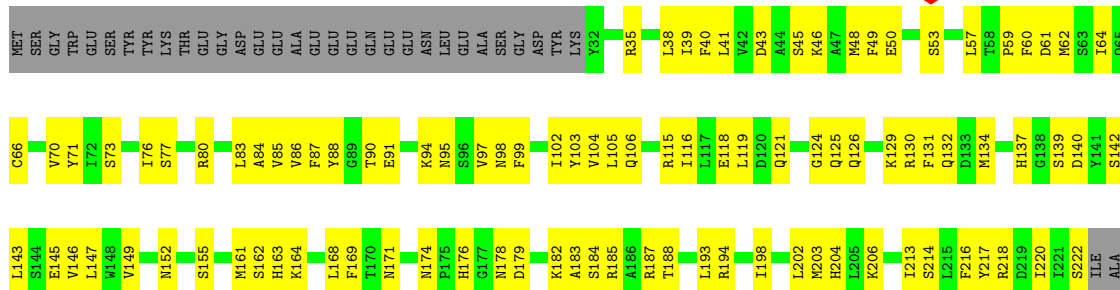 MET SER GLY TRP GLU SER TYR TYR LYS THR GLU GLY ASP GLU GLU ALA GLU GLU GLU GLN GLU GLU ASN LEU GLU ALA SER GLY ASP TYR LYS Y32 R35 L38 I39 F40 L41 V42 D43 A44 S45 K46 A47 M48 F49 E50 S53 L57 T58 P59 F60 D61 M62 S63 I64 Q65
C66 V70 Y71 I72 S73 I76 S77 R80 L83 A84 V85 V86 F87 Y88 G89 T90 E91 K94 N95 S96 V97 N98 F99 I102 Y103 V104 L105 Q106 R115 I116 L117 E118 L119 D120 Q121 G124 Q125 Q126 K129 R130 F131 Q132 D133 M134 H137 G138 S139 D140 Y141 S142
L143 S144 E145 V146 L147 W148 V149 N152 S155 M161 S162 H163 K164 L168 F169 T170 N171 N174 P175 H176 G177 N178 D179 K182 A183 S184 R185 A186 R187 T188 L193 R194 I198 L202 M203 H204 L205 K206 I213 S214 L215 F216 Y217 R218 D219 I220 I221 S222 ILE ALA